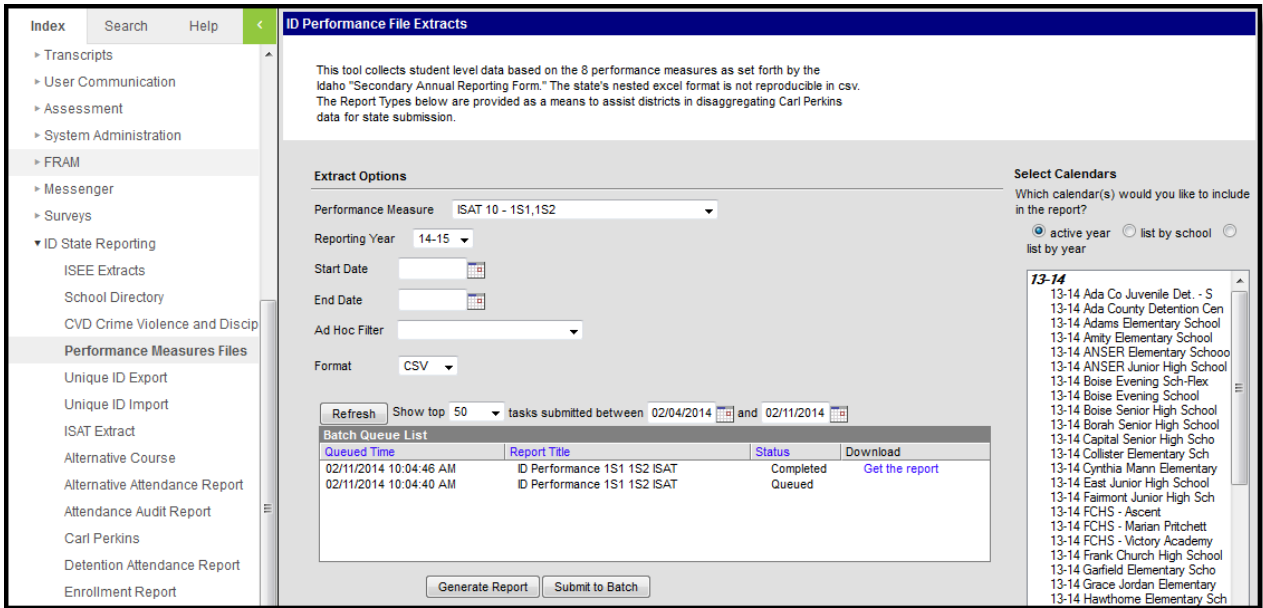 Index Search Help <
Transcripts
User Communication
Assessment
System Administration
FRAM
Messenger
Surveys
ID State Reporting
ISEE Extracts
School Directory
CVD Crime Violence and Discip
Performance Measures Files
Unique ID Export
Unique ID Import
ISAT Extract
Alternative Course
Alternative Attendance Report
Attendance Audit Report
Carl Perkins
Detention Attendance Report
Enrollment Report
ID Performance File Extracts
This tool collects student level data based on the 8 performance measures as set forth by the
Idaho "Secondary Annual Reporting Form." The state's nested excel format is not reproducible in csv.
The Report Types below are provided as a means to assist districts in disaggregating Carl Perkins
data for state submission.
Extract Options
Performance Measure ISAT 10 - 1S1,1S2
Reporting Year 14-15
Start Date
End Date
Ad Hoc Filter
Format CSV
Refresh Show top 50 tasks submitted between 02/04/2014 and 02/11/2014
Batch Queue List
Queued Time Report Title Status Download
02/11/2014 10:04:46 AM ID Performance 1S1 1S2 ISAT Completed Get the report
02/11/2014 10:04:40 AM ID Performance 1S1 1S2 ISAT Queued
Generate Report Submit to Batch
Select Calendars
Which calendar(s) would you like to include
in the report?
active year list by school
list by year
13-14
13-14 Ada Co Juvenile Det. - S
13-14 Ada County Detention Cen
13-14 Adams Elementary School
13-14 Amity Elementary School
13-14 ANSER Elementary Schooo
13-14 ANSER Junior High School
13-14 Boise Evening Sch-Flex
13-14 Boise Evening School
13-14 Boise Senior High School
13-14 Borah Senior High School
13-14 Capital Senior High Scho
13-14 Collister Elementary Sch
13-14 Cynthia Mann Elementary
13-14 East Junior High School
13-14 Fairmont Junior High Sch
13-14 FCHS - Ascent
13-14 FCHS - Marian Pritchett
13-14 FCHS - Victory Academy
13-14 Frank Church High School
13-14 Garfield Elementary Scho
13-14 Grace Jordan Elementary
13-14 Hawthorne Elementary Sch